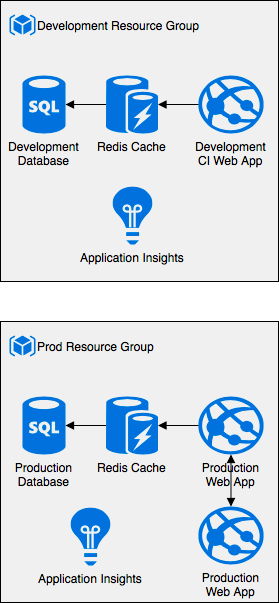 Development Resource Group
SQL
Development
Database
Redis Cache
Development
CI Web App
Application Insights
Prod Resource Group
SQL
Production
Database
Redis Cache
Production
Web App
Application Insights
Production
Web App